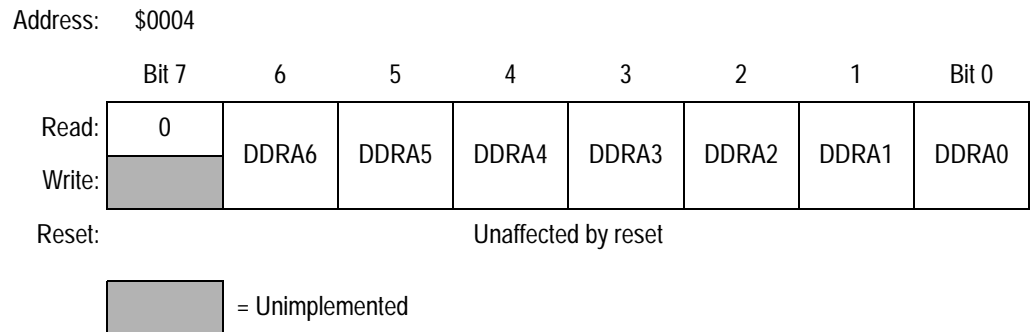 Address: $0004
Bit 7 6 5 4 3 2 1 Bit 0
Read: 0
DDRA6 DDRA5 DDRA4 DDRA3 DDRA2 DDRA1 DDRA0
Write:
Reset: Unaffected by reset
= Unimplemented